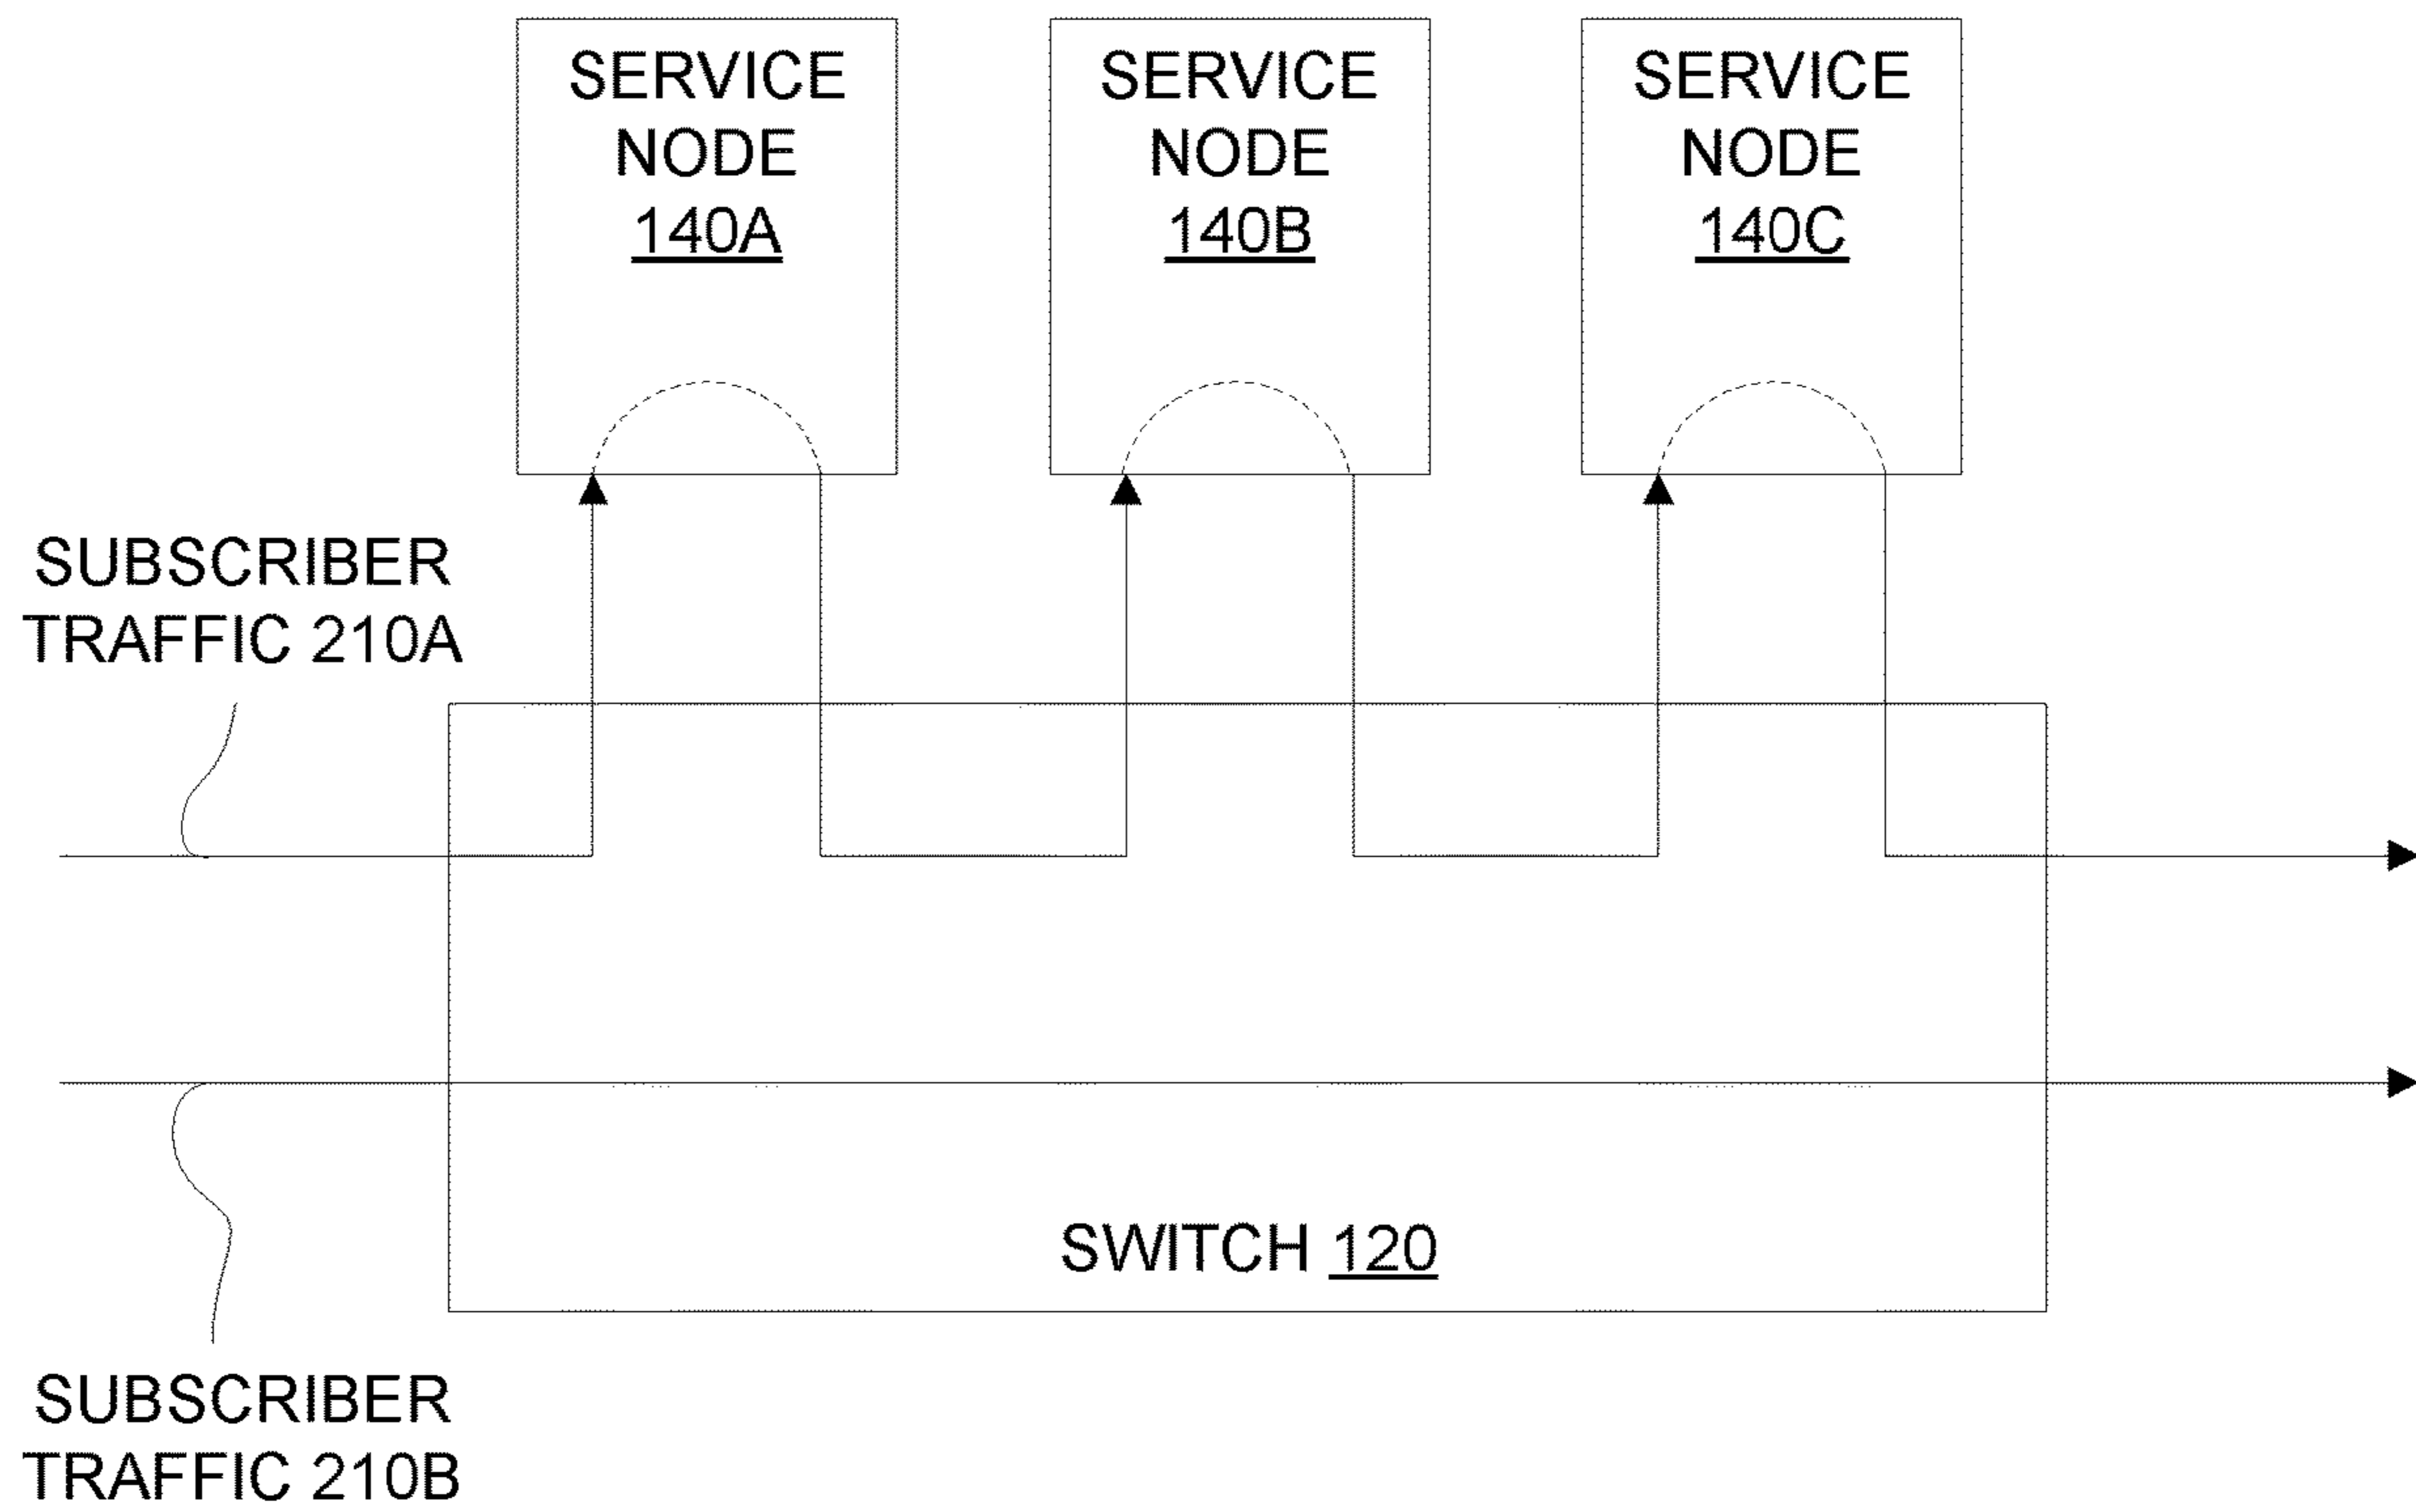 SERVICE
NODE
140A
SERVICE
NODE
140B
SERVICE
NODE
140C
SUBSCRIBER
TRAFFIC 210A
SWITCH 120
SUBSCRIBER
TRAFFIC 210B